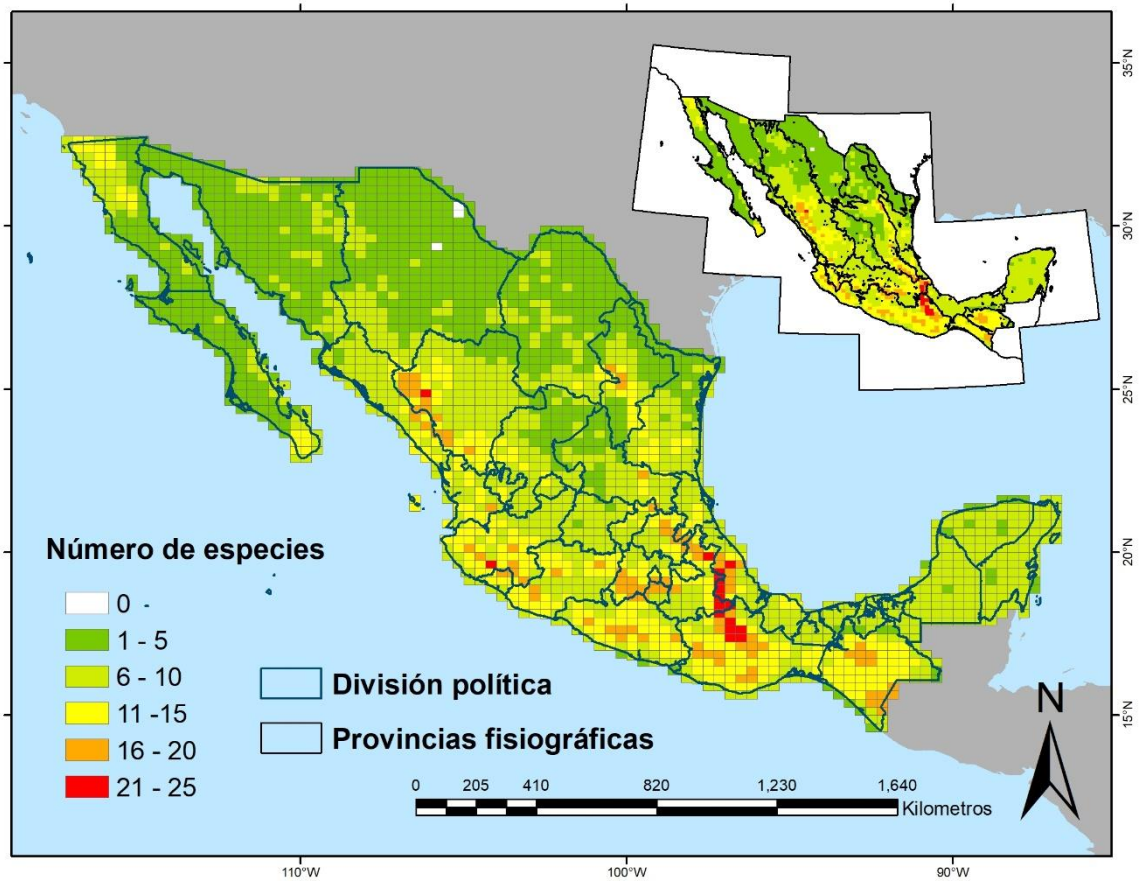 35°N
30°N
25°N
20°N
15°N
Número de especies
0
1 - 5
6 - 10
11 -15
16 - 20
21 - 25
División política
Provincias fisiográficas
N
0 205 410 820 1,230 1,640
Kilometros
110°W 100°W 90°W